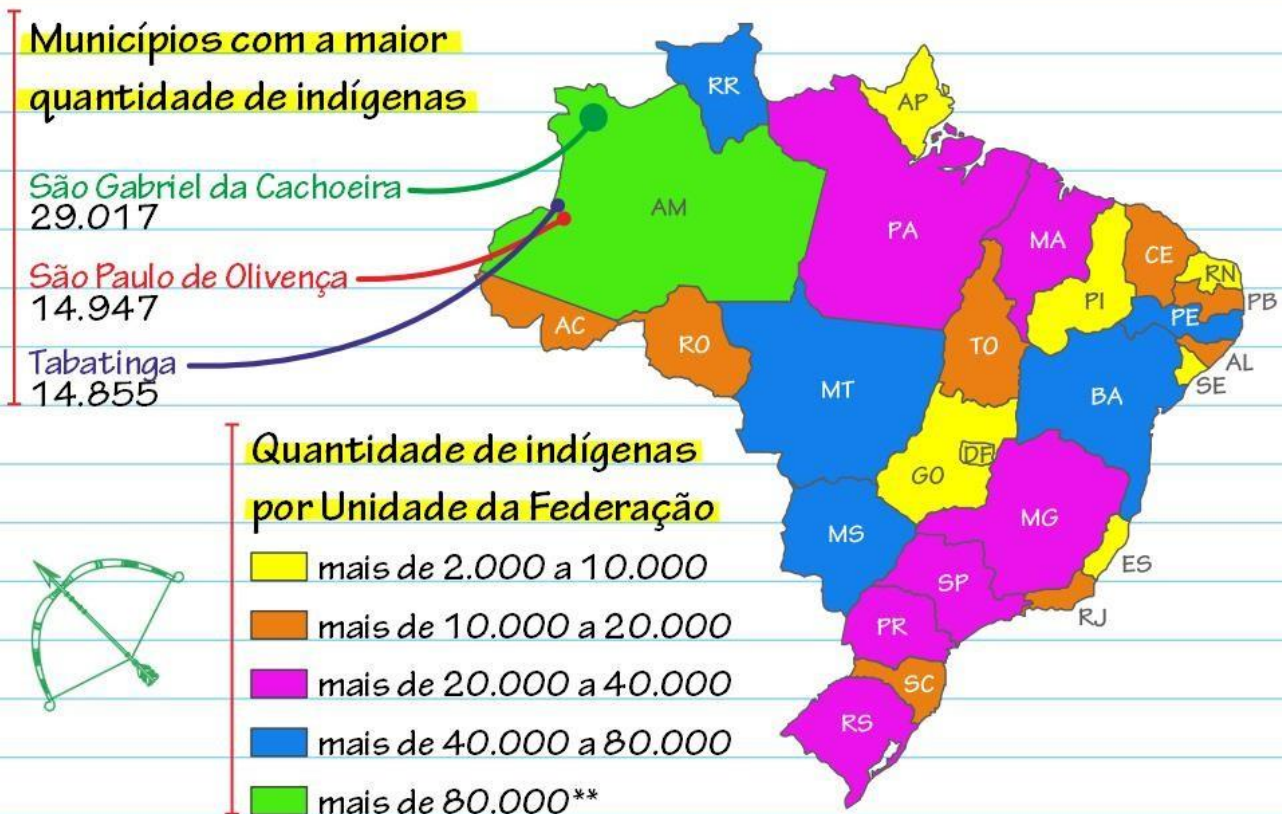 Municípios com a maior
quantidade de indígenas
São Gabriel da Cachoeira
29.017
São Paulo de Olivença
14.947
Tabatinga
14.855
Quantidade de indígenas
por Unidade da Federação
mais de 2.000 a 10.000
mais de 10.000 a 20.000
mais de 20.000 a 40.000
mais de 40.000 a 80.000
mais de 80.000**
RR
AP
AM
PA
MA
CE
RN
PB
PI
PE
AC
RO
TO
AL
SE
MT
BA
DF
GO
MS
MG
ES
SP
RJ
PR
SC
RS